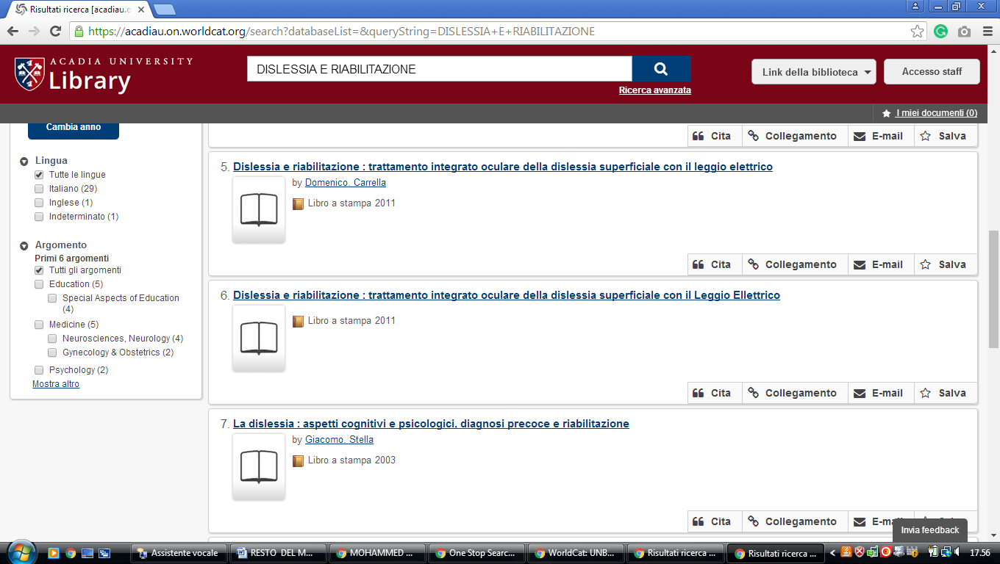 Risultati ricerca [acadiau.o
https://acadiau.on.worldcat.org/search?databaseList=&queryString=DISLESSIA+E+RIABILITAZIONE
ACADIA UNIVERSITY
Library
DISLESSIA E RIABILITAZIONE
Ricerca avanzata
Link della biblioteca
Accesso staff
I miei documenti (0)
Cambia anno
Lingua
Tutte le lingue
Italiano (29)
Inglese (1)
Indeterminato (1)
Argomento
Primi 6 argomenti
Tutti gli argomenti
Education (5)
Special Aspects of Education
(4)
Medicine (5)
Neurosciences, Neurology (4)
Gynecology & Obstetrics (2)
Psychology (2)
Mostra altro
Cita Collegamento E-mail Salva
5. Dislessia e riabilitazione : trattamento integrato oculare della dislessia superficiale con il leggio elettrico
by Domenico. Carrella
Libro a stampa 2011
Cita Collegamento E-mail Salva
6. Dislessia e riabilitazione : trattamento integrato oculare della dislessia superficiale con il Leggio Ellettrico
Libro a stampa 2011
Cita Collegamento E-mail Salva
7. La dislessia : aspetti cognitivi e psicologici, diagnosi precoce e riabilitazione
by Giacomo. Stella
Libro a stampa 2003
Cita Collegamento
Invia feedback
Assistente vocale
RESTO DEL M...
MOHAMMED ...
One Stop Searc...
WorldCat: UNB...
Risultati ricerca ...
Risultati ricerca ...
17.56